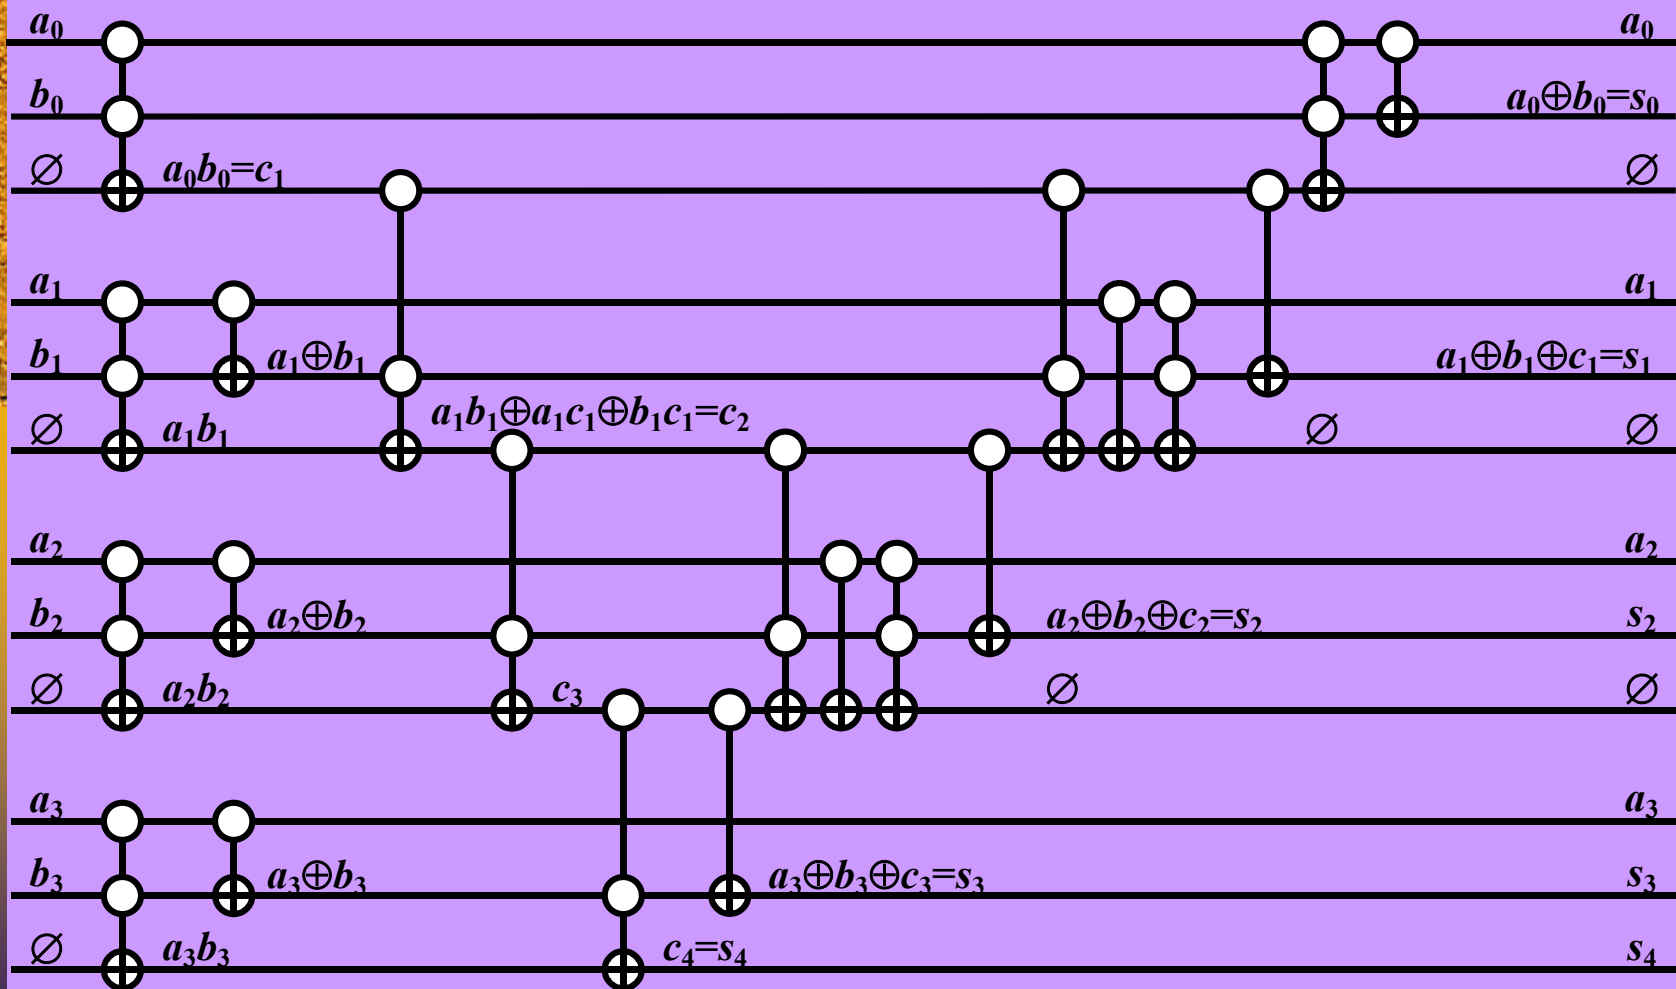 a₀ a₀
b₀ a₀⊕b₀=s₀
∅ a₀b₀=c₁ ∅
a₁ a₁
b₁ a₁⊕b₁ a₁⊕b₁⊕c₁=s₁
∅ a₁b₁ a₁b₁⊕a₁c₁⊕b₁c₁=c₂ ∅ ∅
a₂ a₂
b₂ a₂⊕b₂ a₂⊕b₂⊕c₂=s₂ s₂
∅ a₂b₂ c₃ ∅ ∅
a₃ a₃
b₃ a₃⊕b₃ a₃⊕b₃⊕c₃=s₃ s₃
∅ a₃b₃ c₄=s₄ s₄